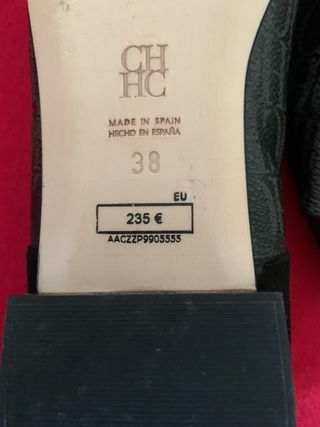 CH
HC
MADE IN SPAIN
HECHO EN ESPAÑA
38
EU
235 €
AACZZP9905555